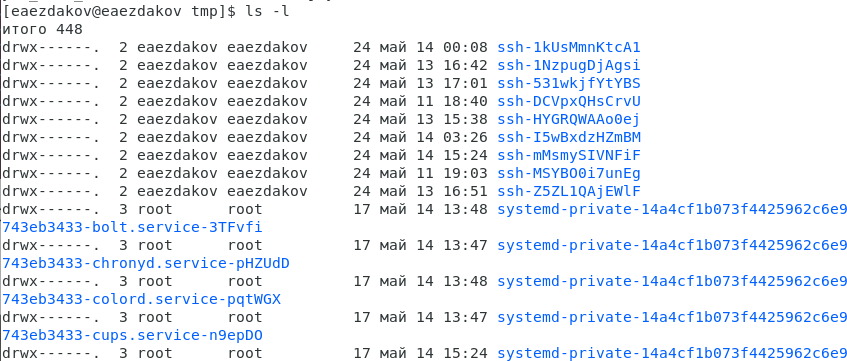 [eaezdakov@eaezdakov tmp]$ ls -l
итого 448
drwx------.  2 eaezdakov eaezdakov     24 май 14 00:08 ssh-1kUsMmnKtcA1
drwx------.  2 eaezdakov eaezdakov     24 май 13 16:42 ssh-1NzpugDjAgsi
drwx------.  2 eaezdakov eaezdakov     24 май 13 17:01 ssh-531wkjfYtYBS
drwx------.  2 eaezdakov eaezdakov     24 май 11 18:40 ssh-DCVpxQHsCrvU
drwx------.  2 eaezdakov eaezdakov     24 май 13 15:38 ssh-HYGRQWAAo0ej
drwx------.  2 eaezdakov eaezdakov     24 май 14 03:26 ssh-I5wBxdzHZmBM
drwx------.  2 eaezdakov eaezdakov     24 май 14 15:24 ssh-mMsmySIVNFiF
drwx------.  2 eaezdakov eaezdakov     24 май 11 19:03 ssh-MSYBO0i7unEg
drwx------.  2 eaezdakov eaezdakov     24 май 13 16:51 ssh-Z5ZL1QAjEWlF
drwx------.  3 root      root          17 май 14 13:48 systemd-private-14a4cf1b073f4425962c6e9
743eb3433-bolt.service-3TFvfi
drwx------.  3 root      root          17 май 14 13:47 systemd-private-14a4cf1b073f4425962c6e9
743eb3433-chronyd.service-pHZUdD
drwx------.  3 root      root          17 май 14 13:48 systemd-private-14a4cf1b073f4425962c6e9
743eb3433-colord.service-pqtWGX
drwx------.  3 root      root          17 май 14 13:47 systemd-private-14a4cf1b073f4425962c6e9
743eb3433-cups.service-n9epDO
drwx------.  3 root      root          17 май 14 15:24 systemd-private-14a4cf1b073f4425962c6e9